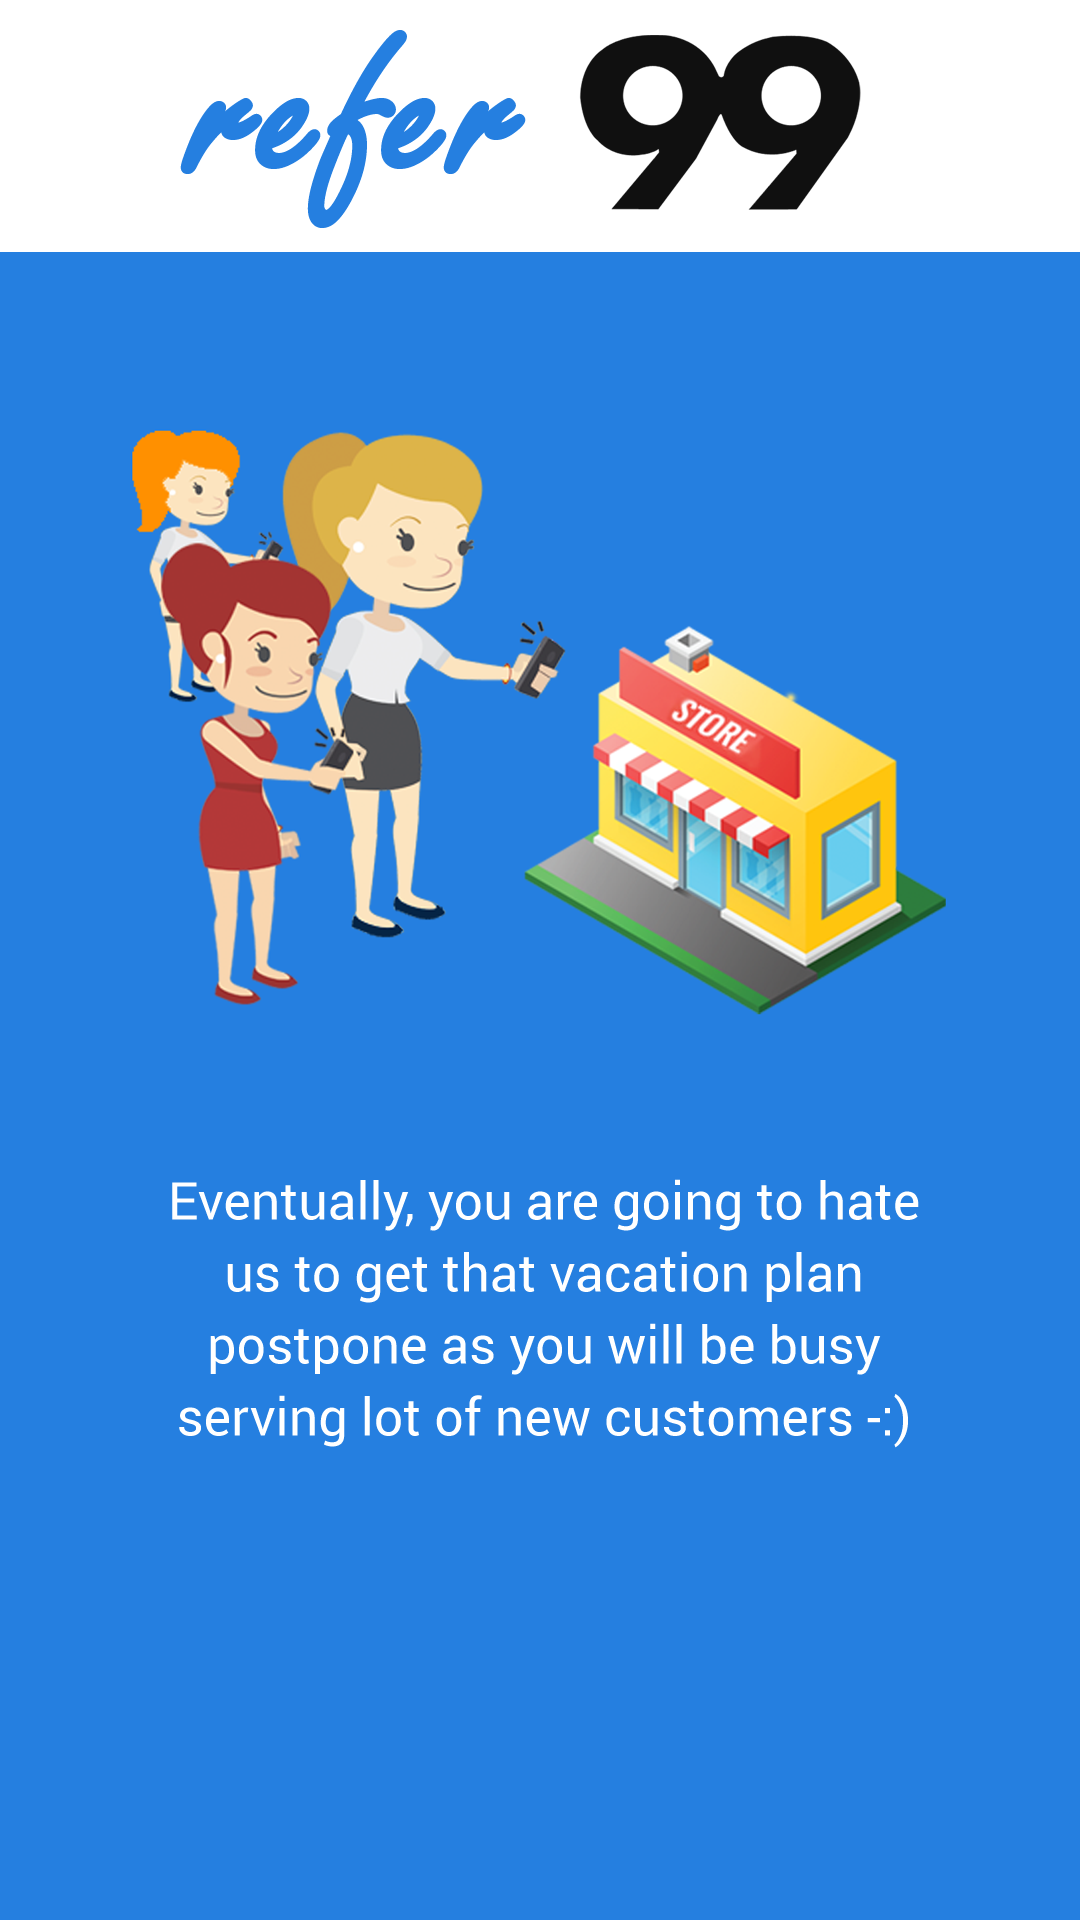 refer 99
STORE
Eventually, you are going to hate
us to get that vacation plan
postpone as you will be busy
serving lot of new customers -:)